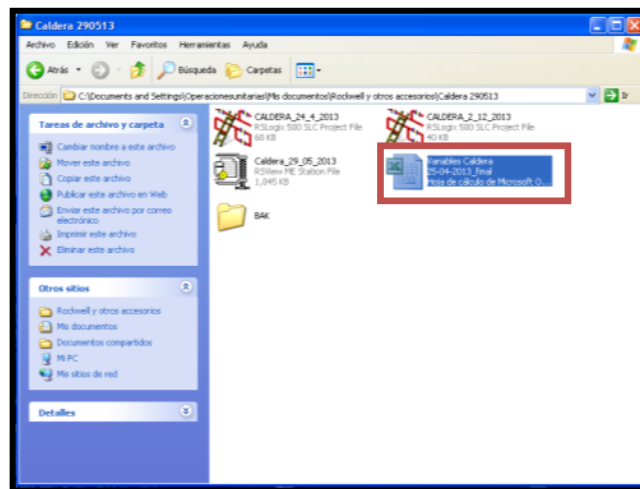 Caldera 290513
Archivo Edición Ver Favoritos Herramientas Ayuda
Atrás Búsqueda Carpetas
Dirección C:\Documents and Settings\Operacionesunitarias\Mis documentos\Rockwell y otros accesorios\Caldera 290513 Ir
Tareas de archivo y carpeta
Cambiar nombre a este archivo
Mover este archivo
Copiar este archivo
Publicar este archivo en Web
Enviar este archivo por correo
electrónico
Imprimir este archivo
Eliminar este archivo
Otros sitios
Rockwell y otros accesorios
Mis documentos
Documentos compartidos
Mi PC
Mis sitios de red
Detalles
CALDERA_24_4_2013
RSLogix 500 SLC Project File
60 KB
CALDERA_2_12_2013
RSLogix 500 SLC Project File
40 KB
Caldera_29_05_2013
RSView ME Station File
1,045 KB
Variables Caldera
25-04-2013_final
Hoja de cálculo de Microsoft O...
BAK